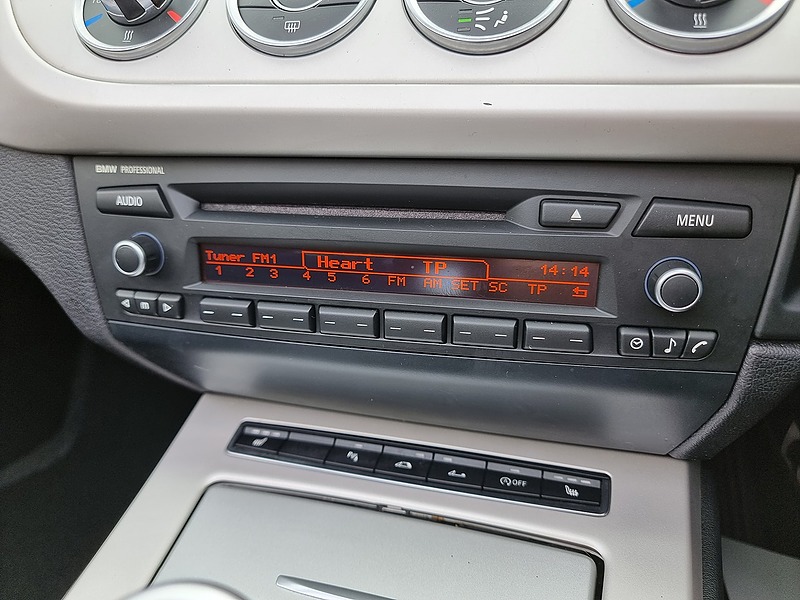 BMW PROFESSIONAL
AUDIO
MENU
Tuner FM1 Heart TP 14:14
1 2 3 4 5 6 FM AM SET SC TP
m
OFF